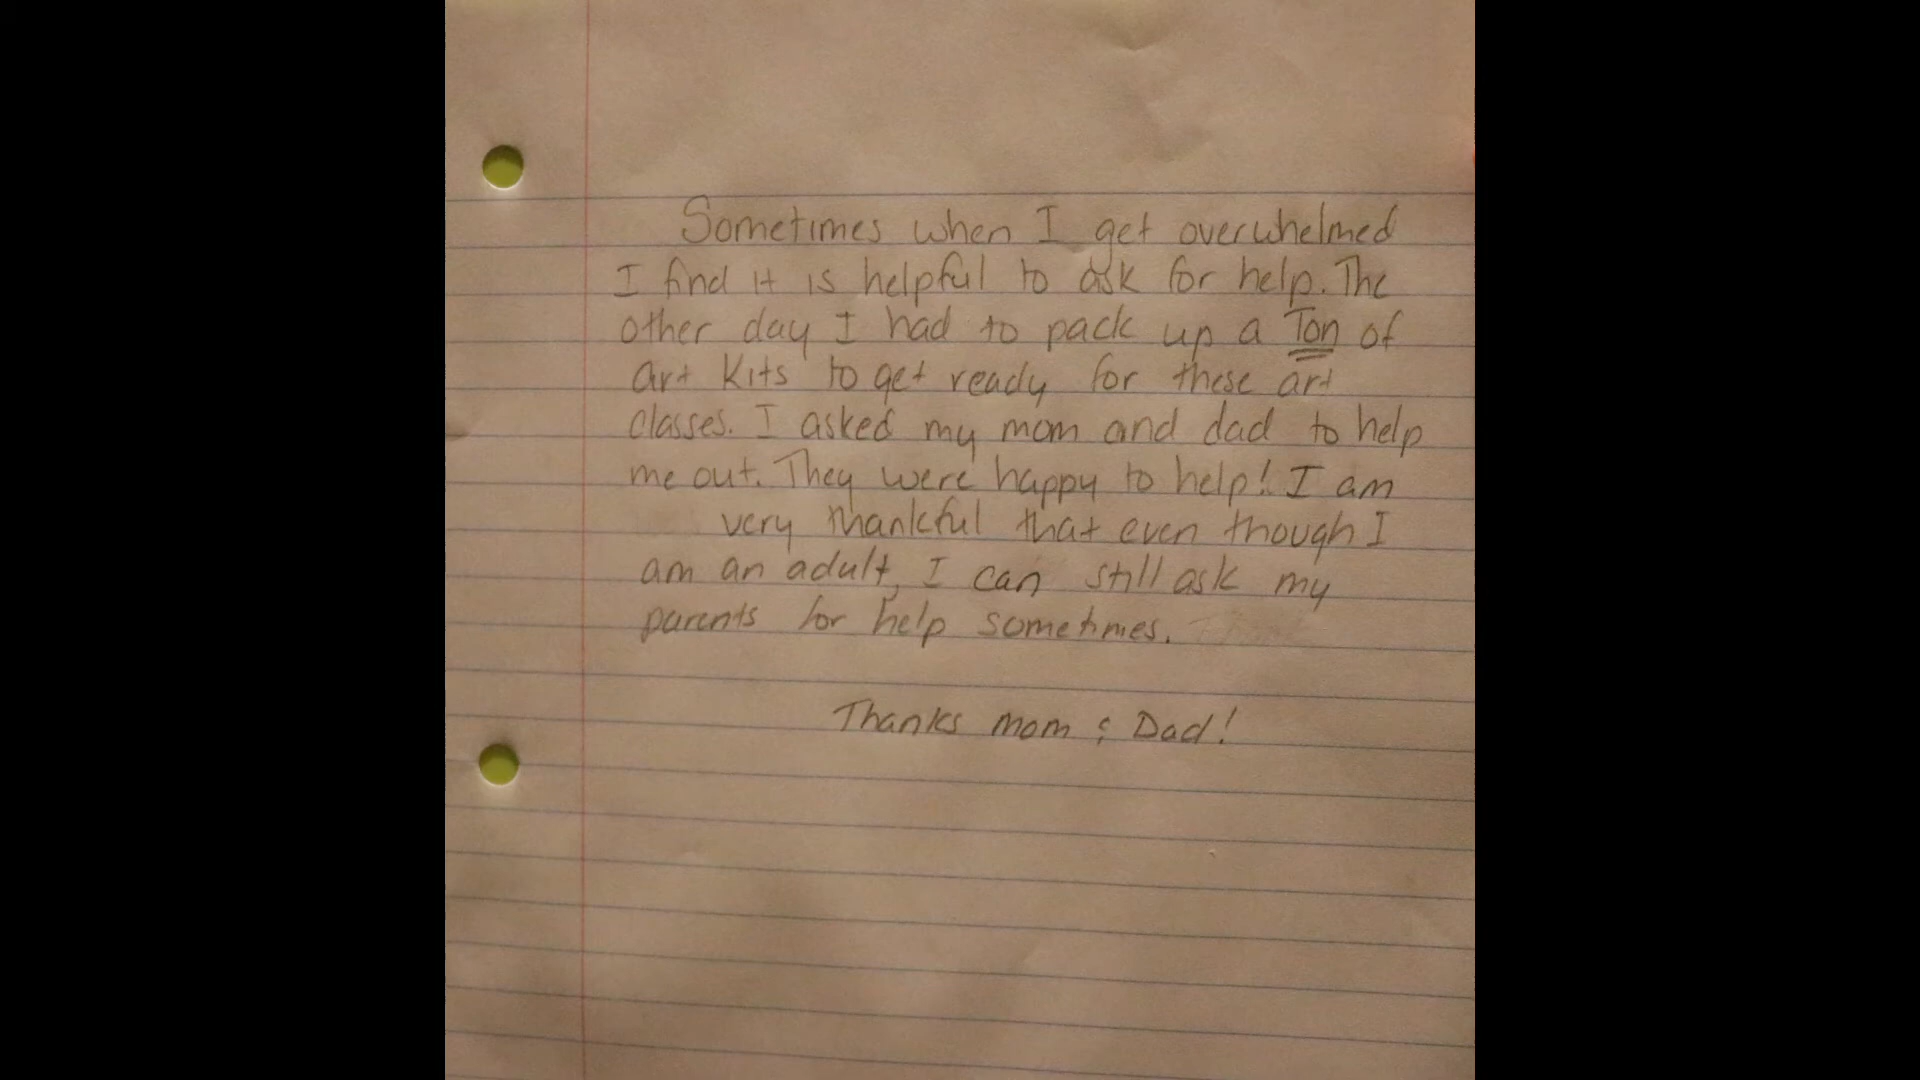 Sometimes when I get overwhelmed
I find it is helpful to ask for help. The
other day I had to pack up a Ton of
art kits to get ready for these art
classes. I asked my mom and dad to help
me out. They were happy to help! I am
very thankful that even though I
am an adult, I can still ask my
parents for help sometimes.
Thanks mom & Dad!